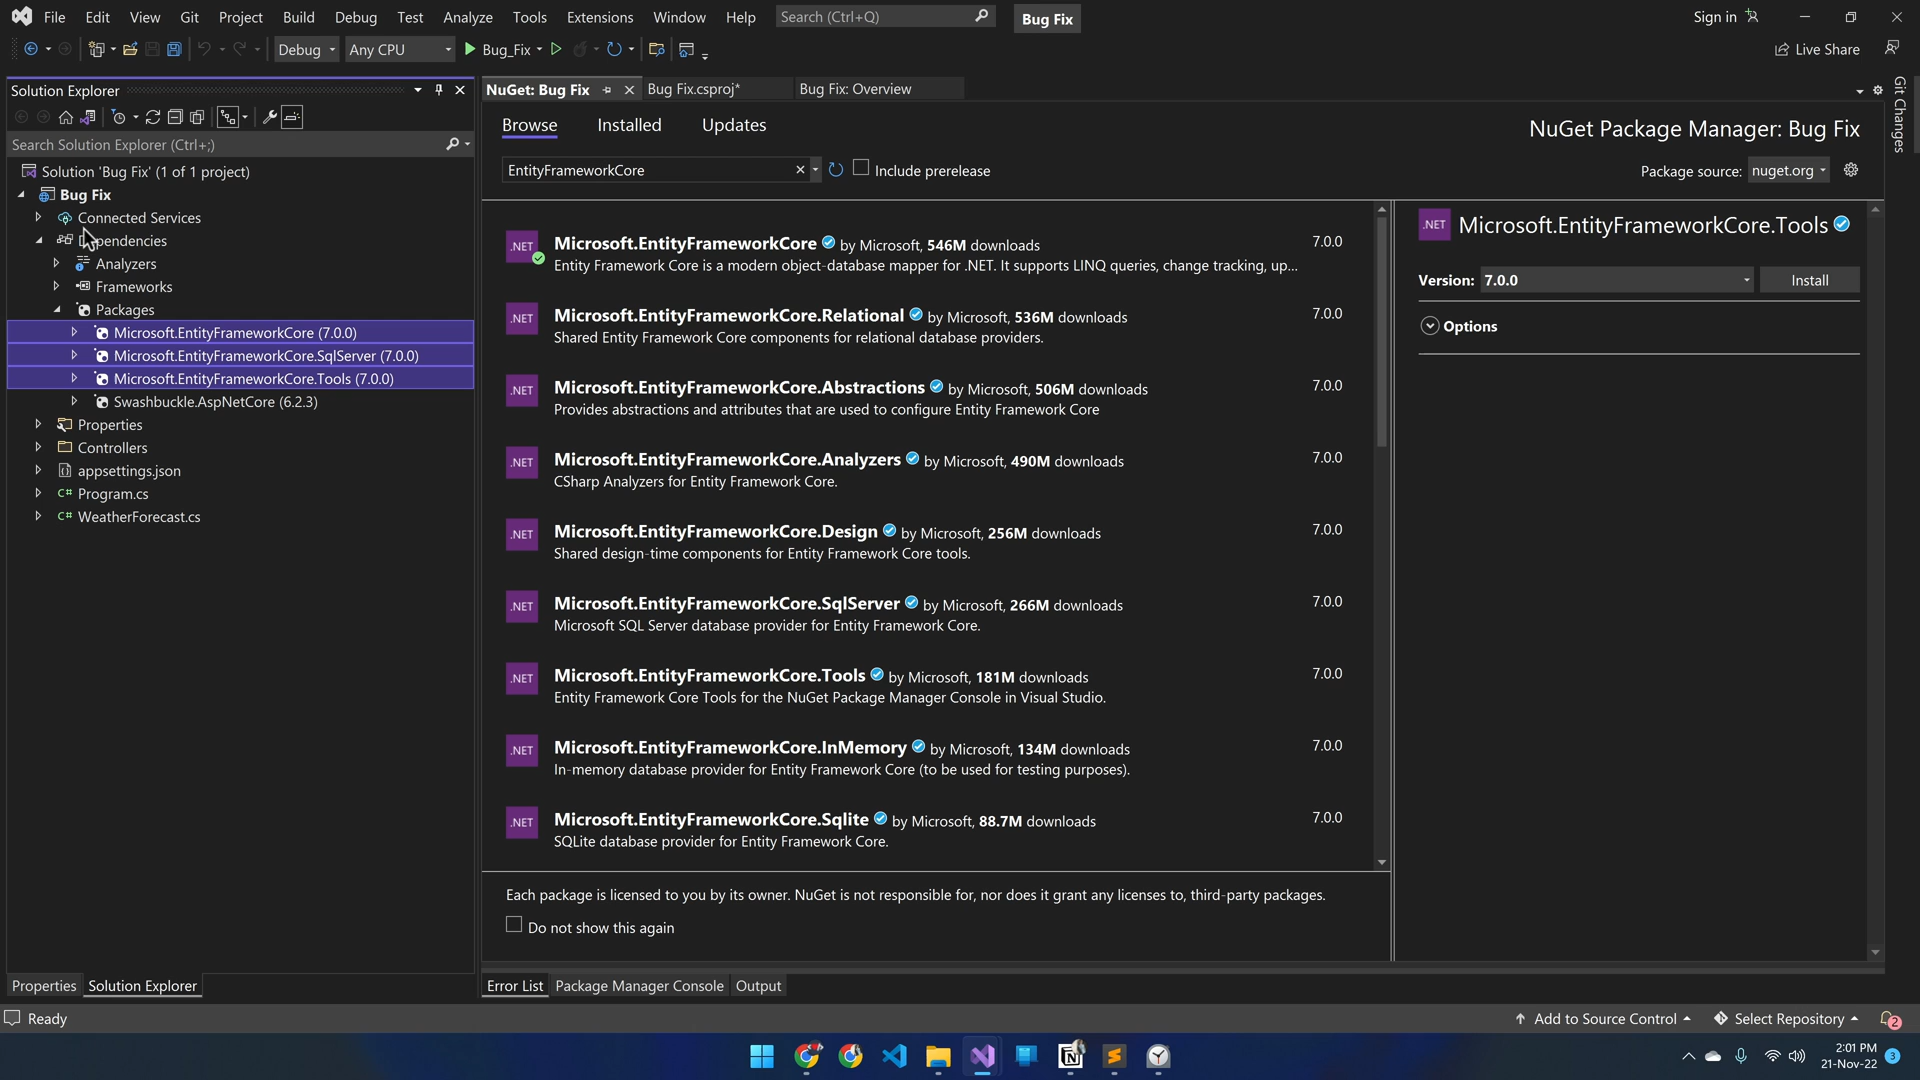 File Edit View Git Project Build Debug Test Analyze Tools Extensions Window Help Search (Ctrl+Q) Bug Fix Sign in
Debug Any CPU Bug_Fix Live Share
Solution Explorer
Search Solution Explorer (Ctrl+;)
Solution 'Bug Fix' (1 of 1 project)
Bug Fix
Connected Services
Dependencies
Analyzers
Frameworks
Packages
Microsoft.EntityFrameworkCore (7.0.0)
Microsoft.EntityFrameworkCore.SqlServer (7.0.0)
Microsoft.EntityFrameworkCore.Tools (7.0.0)
Swashbuckle.AspNetCore (6.2.3)
Properties
Controllers
appsettings.json
C# Program.cs
C# WeatherForecast.cs
Properties Solution Explorer
NuGet: Bug Fix Bug Fix.csproj* Bug Fix: Overview
Browse Installed Updates
NuGet Package Manager: Bug Fix
EntityFrameworkCore Include prerelease
Package source: nuget.org
.NET Microsoft.EntityFrameworkCore by Microsoft, 546M downloads 7.0.0
Entity Framework Core is a modern object-database mapper for .NET. It supports LINQ queries, change tracking, up...
.NET Microsoft.EntityFrameworkCore.Relational by Microsoft, 536M downloads 7.0.0
Shared Entity Framework Core components for relational database providers.
.NET Microsoft.EntityFrameworkCore.Abstractions by Microsoft, 506M downloads 7.0.0
Provides abstractions and attributes that are used to configure Entity Framework Core
.NET Microsoft.EntityFrameworkCore.Analyzers by Microsoft, 490M downloads 7.0.0
CSharp Analyzers for Entity Framework Core.
.NET Microsoft.EntityFrameworkCore.Design by Microsoft, 256M downloads 7.0.0
Shared design-time components for Entity Framework Core tools.
.NET Microsoft.EntityFrameworkCore.SqlServer by Microsoft, 266M downloads 7.0.0
Microsoft SQL Server database provider for Entity Framework Core.
.NET Microsoft.EntityFrameworkCore.Tools by Microsoft, 181M downloads 7.0.0
Entity Framework Core Tools for the NuGet Package Manager Console in Visual Studio.
.NET Microsoft.EntityFrameworkCore.InMemory by Microsoft, 134M downloads 7.0.0
In-memory database provider for Entity Framework Core (to be used for testing purposes).
.NET Microsoft.EntityFrameworkCore.Sqlite by Microsoft, 88.7M downloads 7.0.0
SQLite database provider for Entity Framework Core.
Each package is licensed to you by its owner. NuGet is not responsible for, nor does it grant any licenses to, third-party packages.
Do not show this again
.NET Microsoft.EntityFrameworkCore.Tools
Version: 7.0.0 Install
Options
Git Changes
Error List Package Manager Console Output
Ready Add to Source Control Select Repository 2
2:01 PM
21-Nov-22 3